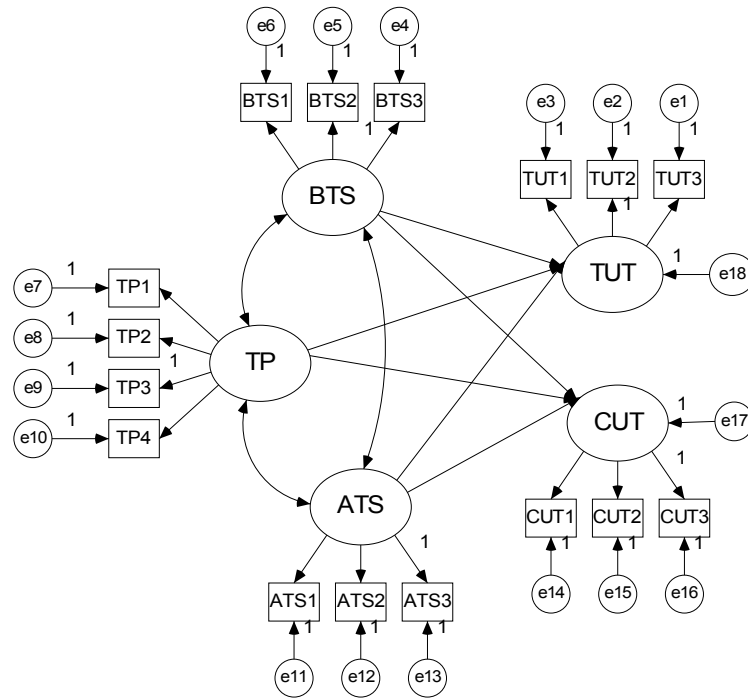 e6 e5 e4
1 1 1
BTS1 BTS2 BTS3
1
BTS
e3 e2 e1
1 1 1
TUT1 TUT2 TUT3
1
TUT
1
e18
e7 1 TP1
e8 1 TP2
e9 1 TP3
e10 1 TP4
1
TP
CUT
1
e17
1
CUT1 CUT2 CUT3
1 1 1
e14 e15 e16
ATS
1
ATS1 ATS2 ATS3
1 1 1
e11 e12 e13